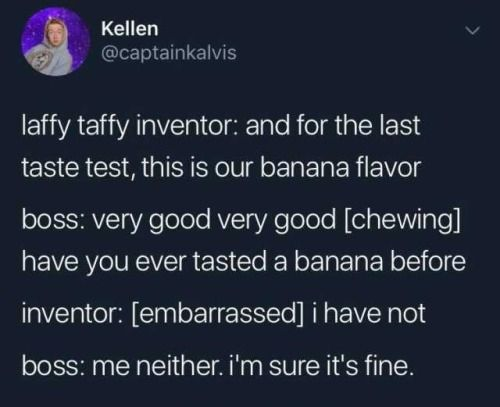 Kellen
@captainkalvis
laffy taffy inventor: and for the last
taste test, this is our banana flavor
boss: very good very good [chewing]
have you ever tasted a banana before
inventor: [embarrassed] i have not
boss: me neither. i'm sure it's fine.